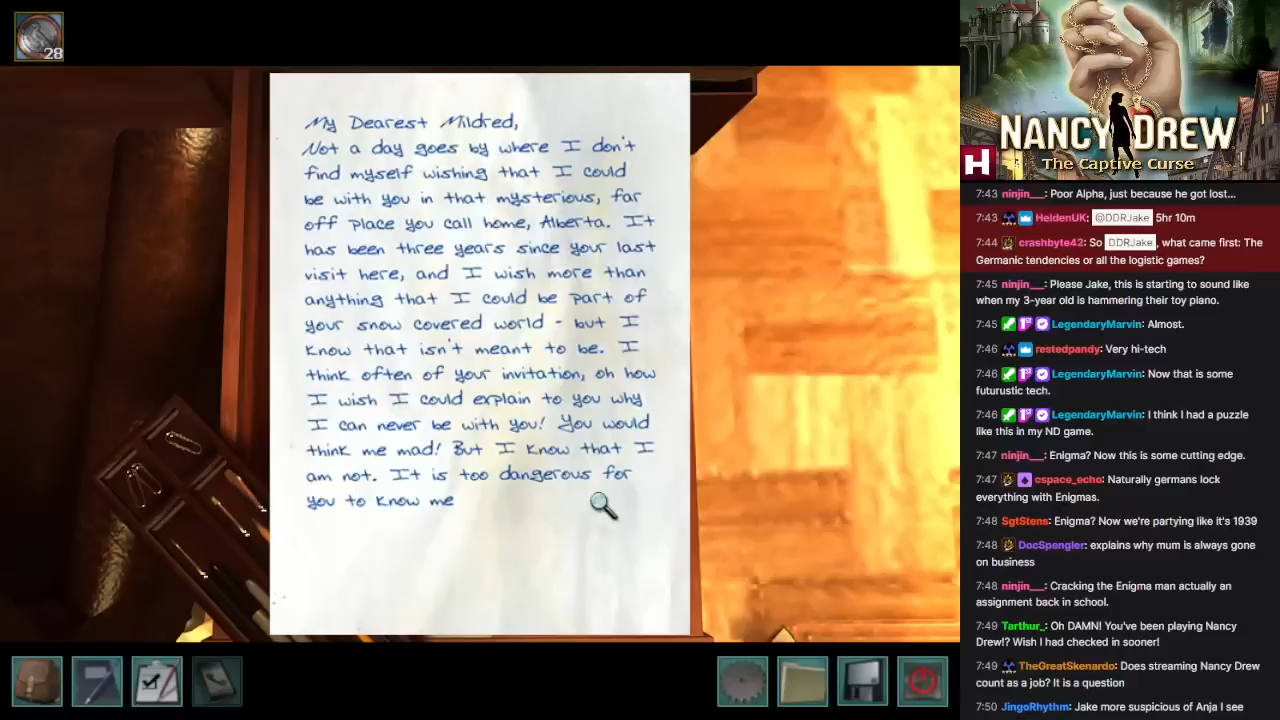 28
My Dearest Mildred,
Not a day goes by where I don't
find myself wishing that I could
be with you in that mysterious, far
off place you call home, Alberta. It
has been three years since your last
visit here, and I wish more than
anything that I could be part of
your snow covered world - but I
know that isn't meant to be. I
think often of your invitation, oh how
I wish I could explain to you why
I can never be with you! You would
think me mad! But I know that I
am not. It is too dangerous for
you to know me
NANCY DREW
The Captive Curse
H
7:43 ninjin___: Poor Alpha, just because he got lost...
7:43 HeldenUK: @DDRJake 5hr 10m
7:44 crashbyte42: So DDRJake, what came first: The
Germanic tendencies or all the logistic games?
7:45 ninjin___: Please Jake, this is starting to sound like
when my 3-year old is hammering their toy piano.
7:45 LegendaryMarvin: Almost.
7:46 restedpandy: Very hi-tech
7:46 LegendaryMarvin: Now that is some
futurustic tech.
7:46 LegendaryMarvin: I think I had a puzzle
like this in my ND game.
7:47 ninjin___: Enigma? Now this is some cutting edge.
7:47 cspace_echo: Naturally germans lock
everything with Enigmas.
7:48 SgtStens: Enigma? Now we're partying like it's 1939
7:48 DocSpengler: explains why mum is always gone
on business
7:48 ninjin___: Cracking the Enigma man actually an
assignment back in school.
7:49 Tarthur_: Oh DAMN! You've been playing Nancy
Drew!? Wish I had checked in sooner!
7:49 TheGreatSkenardo: Does streaming Nancy Drew
count as a job? It is a question
7:50 JingoRhythm: Jake more suspicious of Anja I see